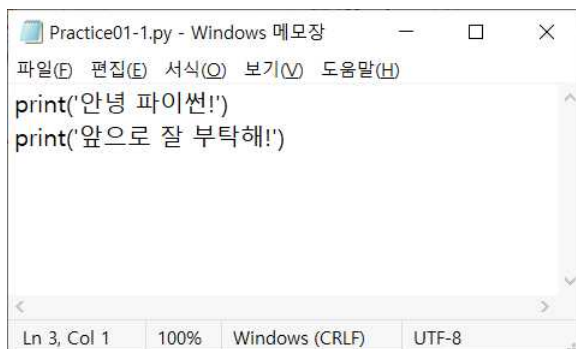 Practice01-1.py - Windows 메모장
파일(F) 편집(E) 서식(O) 보기(V) 도움말(H)
print('안녕 파이썬!')
print('앞으로 잘 부탁해!')
Ln 3, Col 1 100% Windows (CRLF) UTF-8